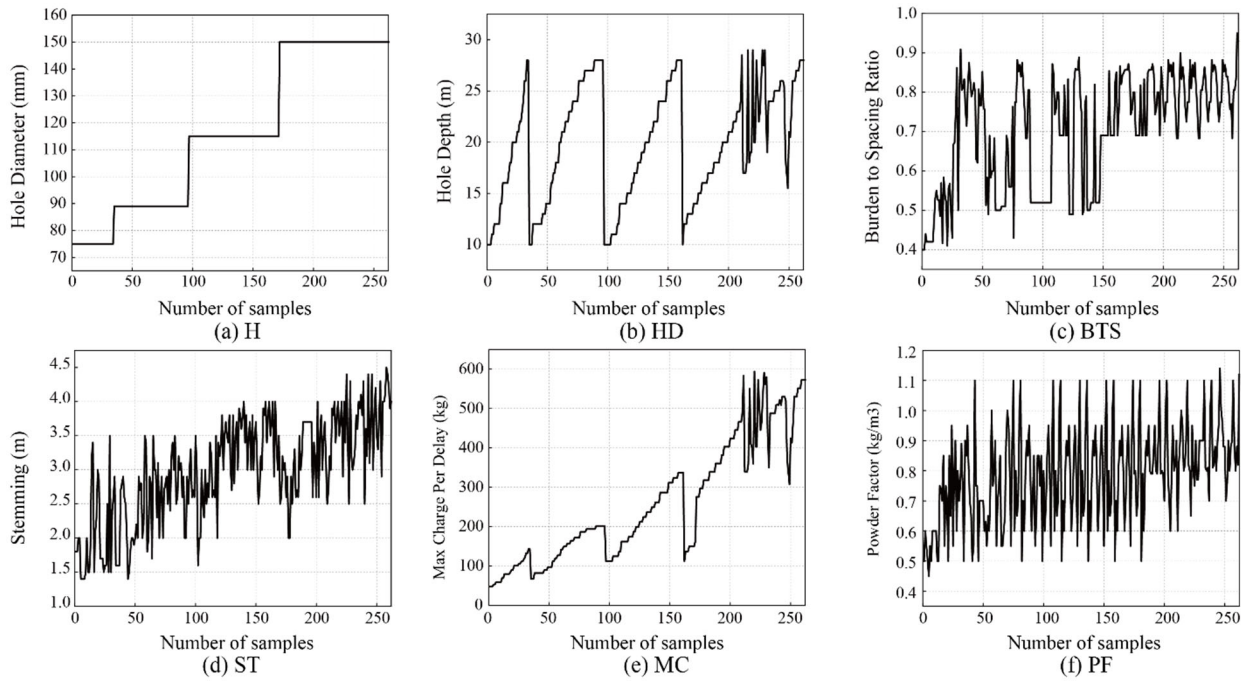 Hole Diameter (mm)
160
150
140
130
120
110
100
90
80
70
0 50 100 150 200 250
Number of samples
(a) H
Hole Depth (m)
30
25
20
15
10
0 50 100 150 200 250
Number of samples
(b) HD
Burden to Spacing Ratio
1.0
0.9
0.8
0.7
0.6
0.5
0.4
0 50 100 150 200 250
Number of samples
(c) BTS
Stemming (m)
4.5
4.0
3.5
3.0
2.5
2.0
1.5
1.0
0 50 100 150 200 250
Number of samples
(d) ST
Max Charge Per Delay (kg)
600
500
400
300
200
100
0
0 50 100 150 200 250
Number of samples
(e) MC
Powder Factor (kg/m3)
1.2
1.1
1.0
0.9
0.8
0.7
0.6
0.5
0.4
0 50 100 150 200 250
Number of samples
(f) PF